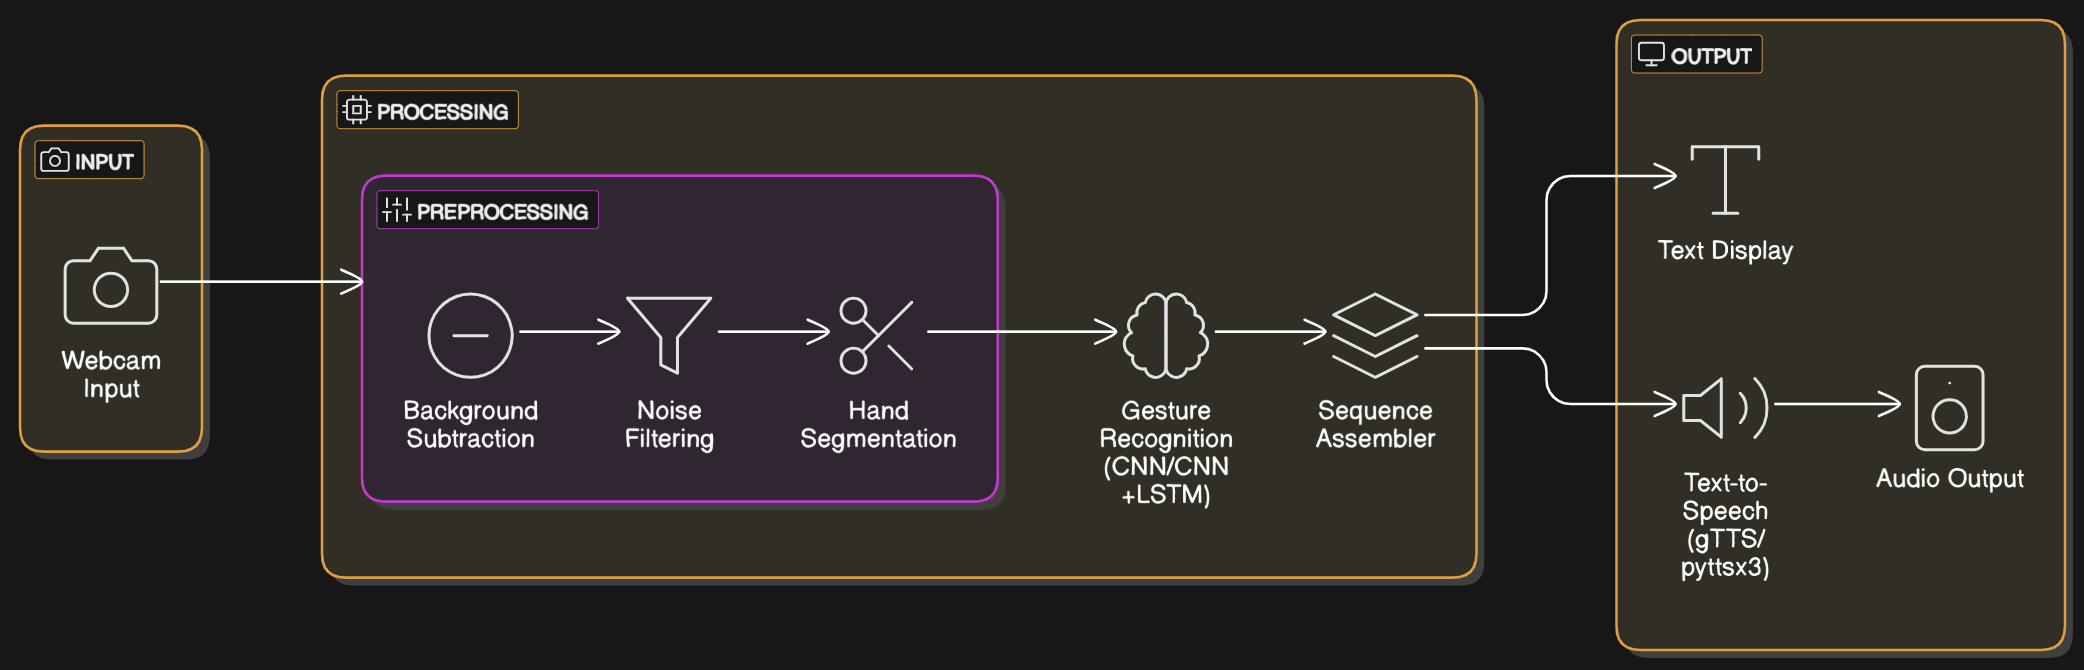 INPUT
Webcam
Input
PROCESSING
PREPROCESSING
Background
Subtraction
Noise
Filtering
Hand
Segmentation
Gesture
Recognition
(CNN/CNN
+LSTM)
Sequence
Assembler
OUTPUT
Text Display
Text-to-
Speech
(gTTS/
pyttsx3)
Audio Output